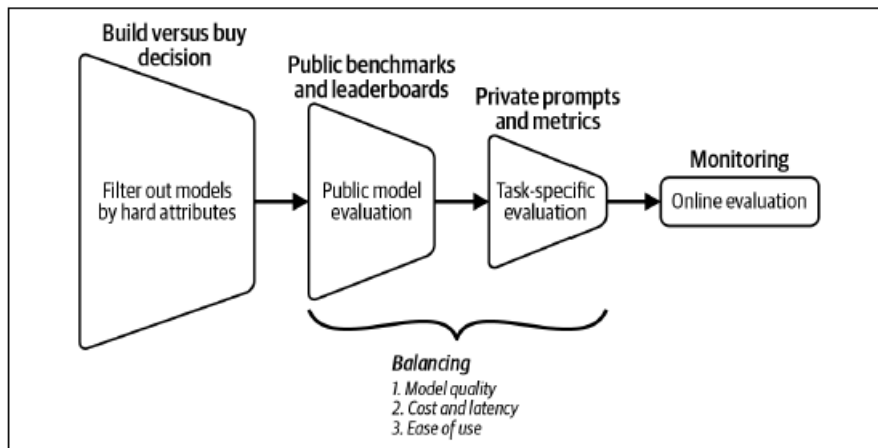 Build versus buy
decision
Filter out models
by hard attributes
Public benchmarks
and leaderboards
Public model
evaluation
Private prompts
and metrics
Task-specific
evaluation
Monitoring
Online evaluation
Balancing
1. Model quality
2. Cost and latency
3. Ease of use